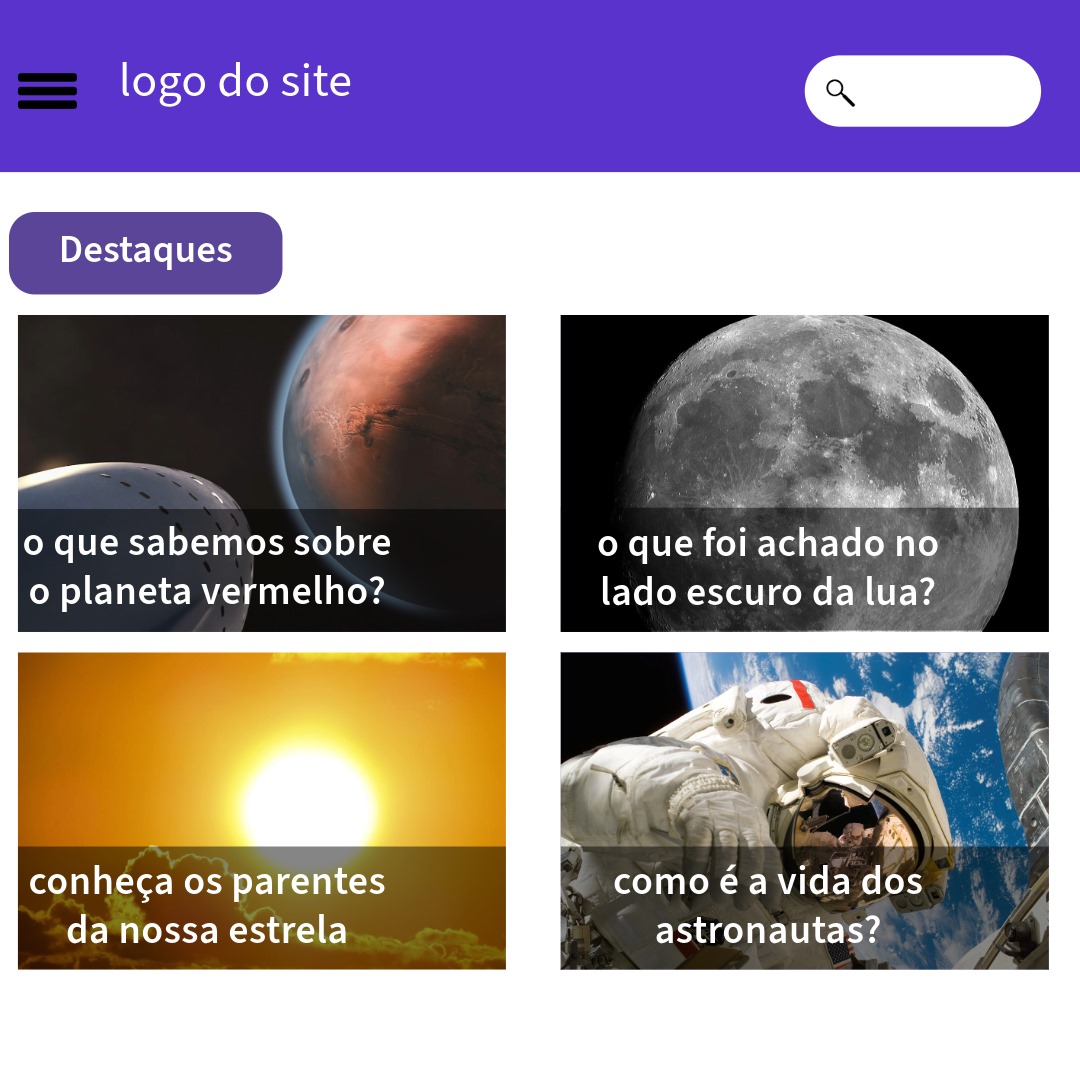 logo do site
Destaques
o que sabemos sobre
o planeta vermelho?
o que foi achado no
lado escuro da lua?
conheça os parentes
da nossa estrela
como é a vida dos
astronautas?